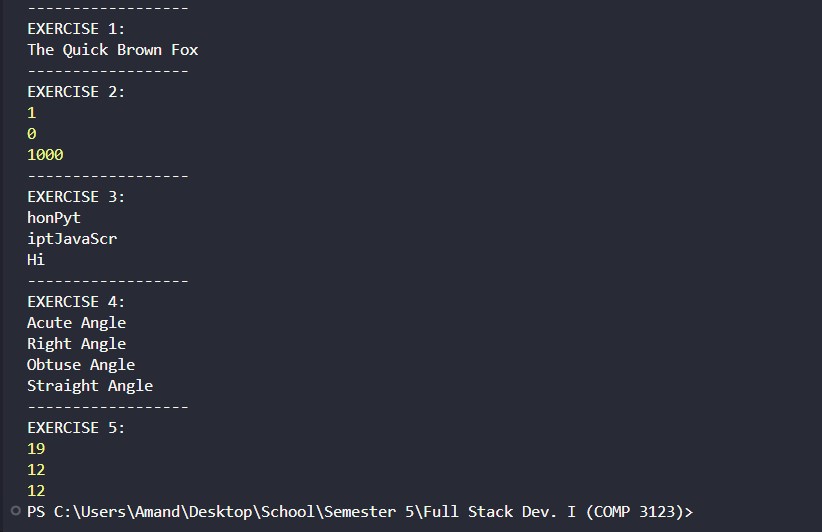 ------------------
EXERCISE 1:
The Quick Brown Fox
------------------
EXERCISE 2:
1
0
1000
------------------
EXERCISE 3:
honPyt
iptJavaScr
Hi
------------------
EXERCISE 4:
Acute Angle
Right Angle
Obtuse Angle
Straight Angle
------------------
EXERCISE 5:
19
12
12
PS C:\Users\Amand\Desktop\School\Semester 5\Full Stack Dev. I (COMP 3123)>